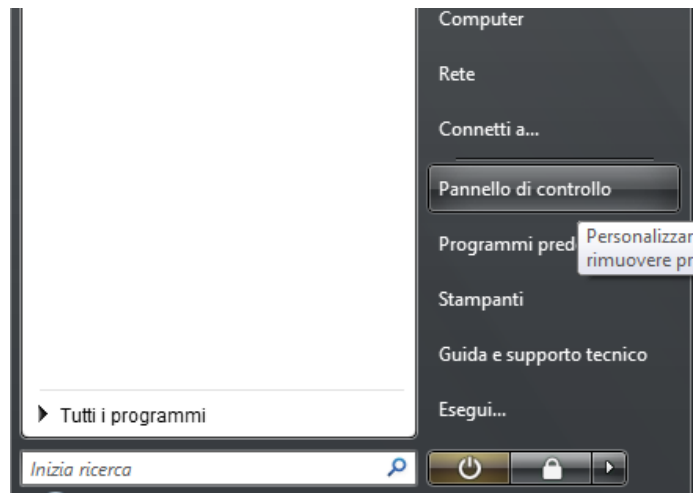 Computer
Rete
Connetti a...
Pannello di controllo
Programmi
Personalizzar
rimuovere pr
Stampanti
Guida e supporto tecnico
Esegui...
Tutti i programmi
Inizia ricerca